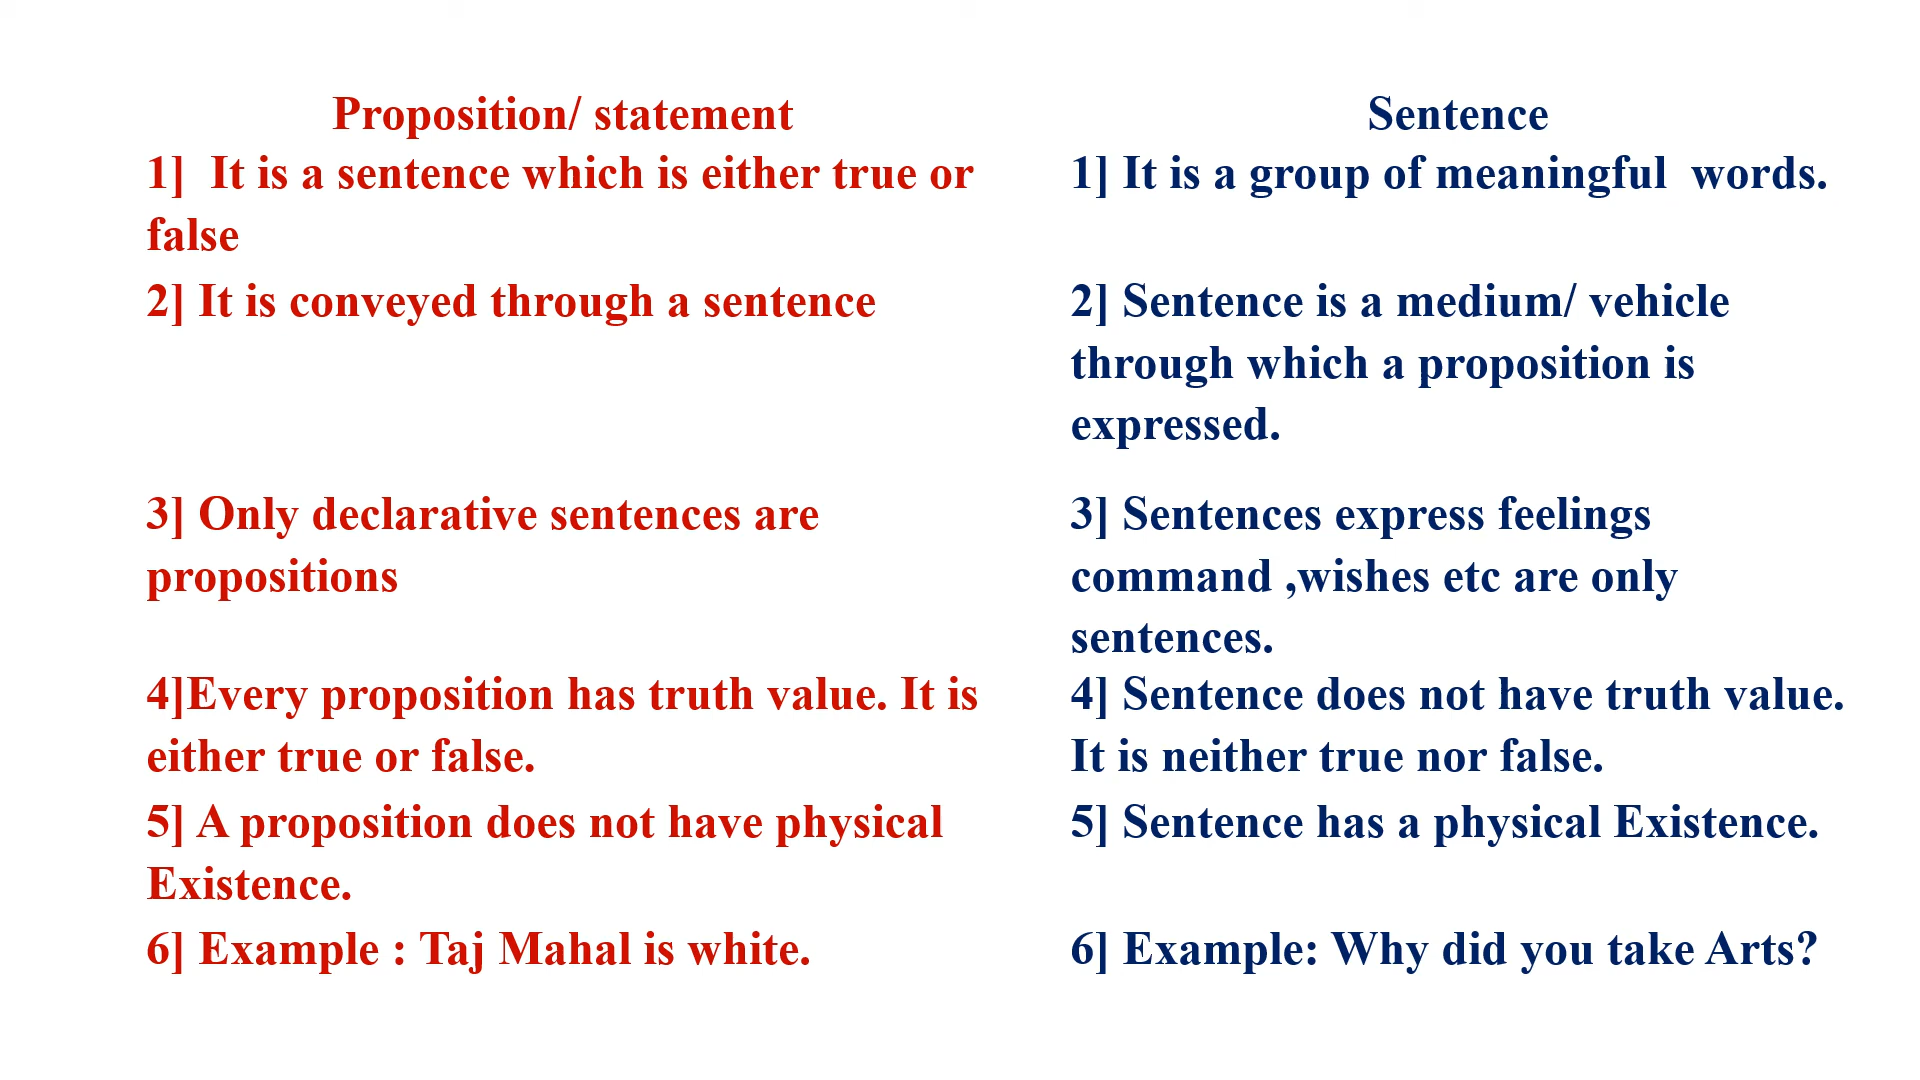 Proposition/ statement
1]  It is a sentence which is either true or
false
2] It is conveyed through a sentence
3] Only declarative sentences are
propositions
4]Every proposition has truth value. It is
either true or false.
5] A proposition does not have physical
Existence.
6] Example : Taj Mahal is white.
Sentence
1] It is a group of meaningful  words.
2] Sentence is a medium/ vehicle
through which a proposition is
expressed.
3] Sentences express feelings
command ,wishes etc are only
sentences.
4] Sentence does not have truth value.
It is neither true nor false.
5] Sentence has a physical Existence.
6] Example: Why did you take Arts?